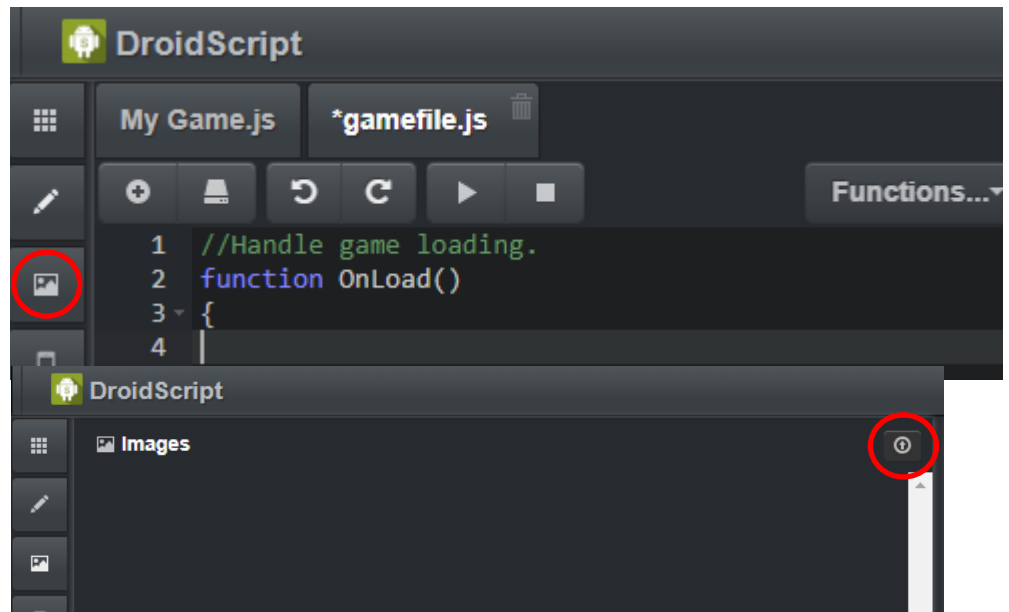 DroidScript
My Game.js *gamefile.js
Functions...
1 //Handle game loading.
2 function OnLoad()
3 {
4
DroidScript
Images